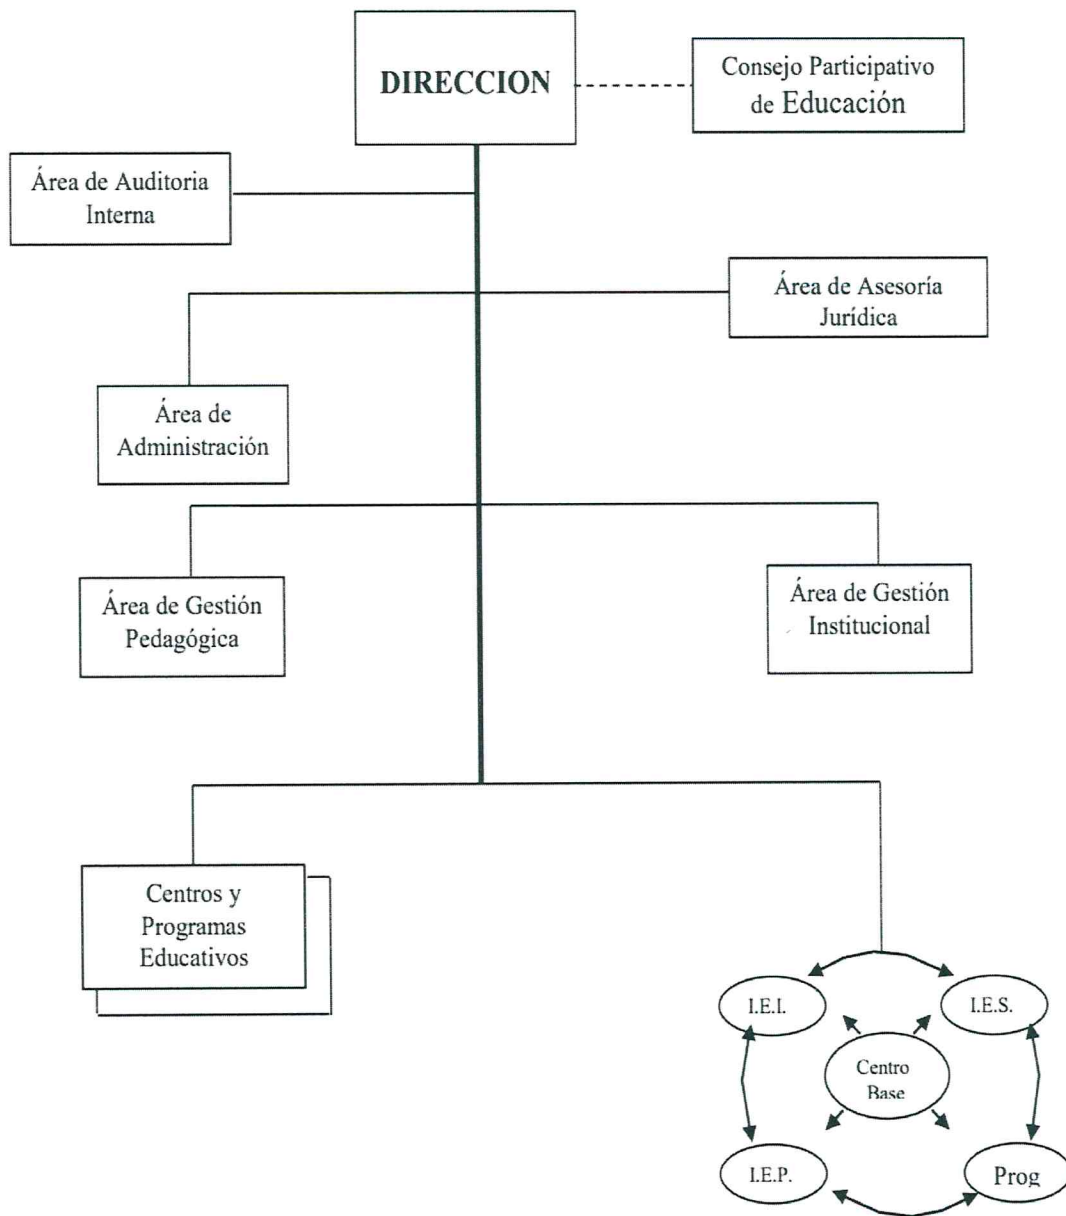 DIRECCION
Consejo Participativo
de Educación
Área de Auditoria
Interna
Área de Asesoría
Jurídica
Área de
Administración
Área de Gestión
Pedagógica
Área de Gestión
Institucional
Centros y
Programas
Educativos
I.E.I.
I.E.S.
Centro
Base
I.E.P.
Prog